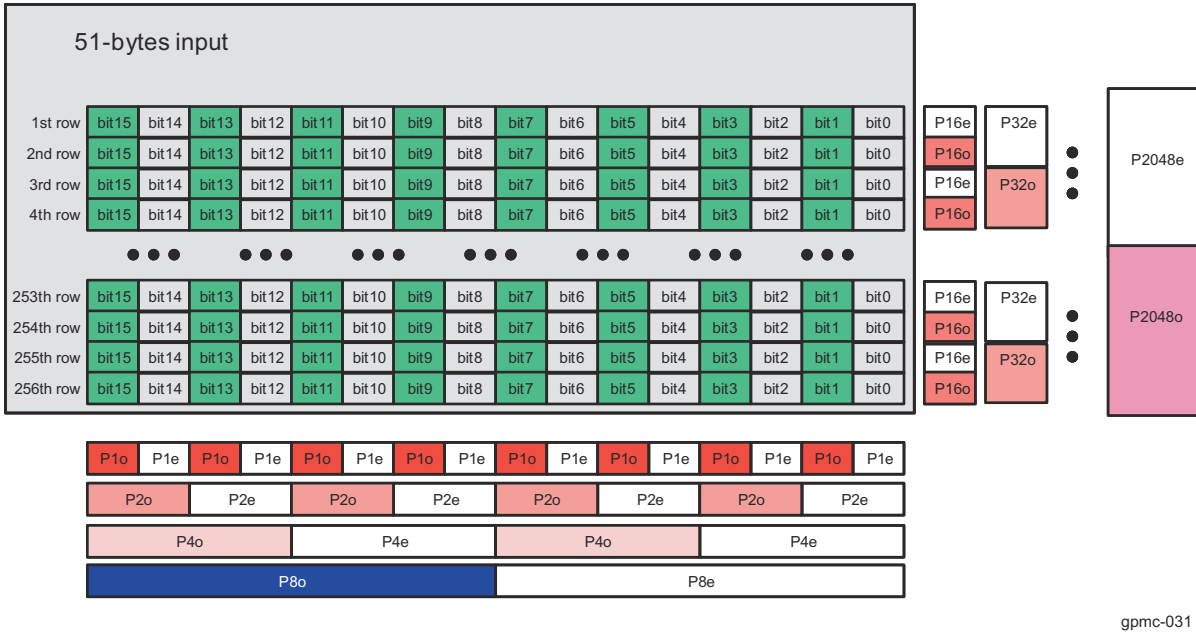 51-bytes input
1st row bit15 bit14 bit13 bit12 bit11 bit10 bit9 bit8 bit7 bit6 bit5 bit4 bit3 bit2 bit1 bit0 P16e P32e
2nd row bit15 bit14 bit13 bit12 bit11 bit10 bit9 bit8 bit7 bit6 bit5 bit4 bit3 bit2 bit1 bit0 P16o P2048e
3rd row bit15 bit14 bit13 bit12 bit11 bit10 bit9 bit8 bit7 bit6 bit5 bit4 bit3 bit2 bit1 bit0 P16e P32o
4th row bit15 bit14 bit13 bit12 bit11 bit10 bit9 bit8 bit7 bit6 bit5 bit4 bit3 bit2 bit1 bit0 P16o
253th row bit15 bit14 bit13 bit12 bit11 bit10 bit9 bit8 bit7 bit6 bit5 bit4 bit3 bit2 bit1 bit0 P16e P32e
254th row bit15 bit14 bit13 bit12 bit11 bit10 bit9 bit8 bit7 bit6 bit5 bit4 bit3 bit2 bit1 bit0 P16o P2048o
255th row bit15 bit14 bit13 bit12 bit11 bit10 bit9 bit8 bit7 bit6 bit5 bit4 bit3 bit2 bit1 bit0 P16e P32o
256th row bit15 bit14 bit13 bit12 bit11 bit10 bit9 bit8 bit7 bit6 bit5 bit4 bit3 bit2 bit1 bit0 P16o
P1o P1e P1o P1e P1o P1e P1o P1e P1o P1e P1o P1e P1o P1e P1o P1e
P2o P2e P2o P2e P2o P2e P2o P2e
P4o P4e P4o P4e
P8o P8e
gpmc-031